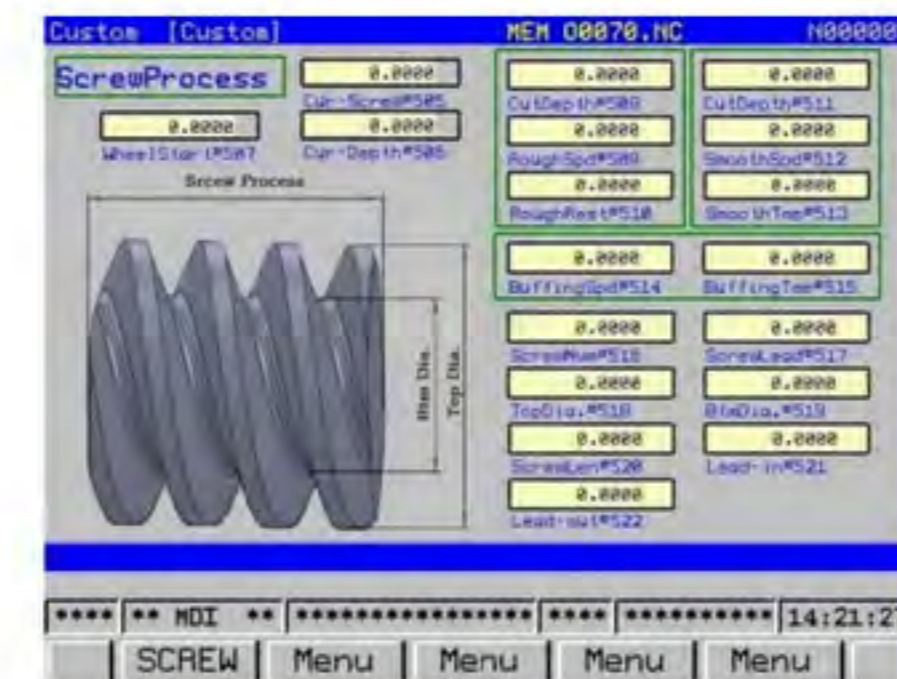 Custom [Custom] MEM O0070.NC N00000
ScrewProcess
0.0000
Cur-Screw#505
0.0000
WheelStart#507
0.0000
Cur-Depth#506
Srcew Process
Btm Dia.
Top Dia.
0.0000
0.0000
CutDepth#511
0.0000
RoughSpd#509
0.0000
SmoothSpd#512
0.0000
RoughRest#510
0.0000
SmoothTme#513
0.0000
BuffingSpd#514
0.0000
BuffingTme#515
0.0000
ScrewNum#516
0.0000
ScrewLead#517
0.0000
TopDia.#518
0.0000
BtmDia.#519
0.0000
ScrewLen#520
0.0000
Lead-in#521
0.0000
Lead-out#522
**** ** MDI ** **************** **** ********** 14:21:27
SCREW Menu Menu Menu Menu